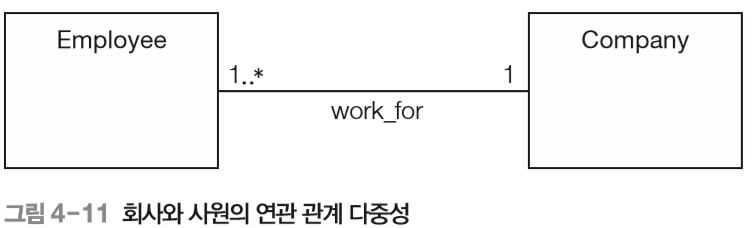 Employee
Company
1..*
1
work_for
그림 4-11 회사와 사원의 연관 관계 다중성